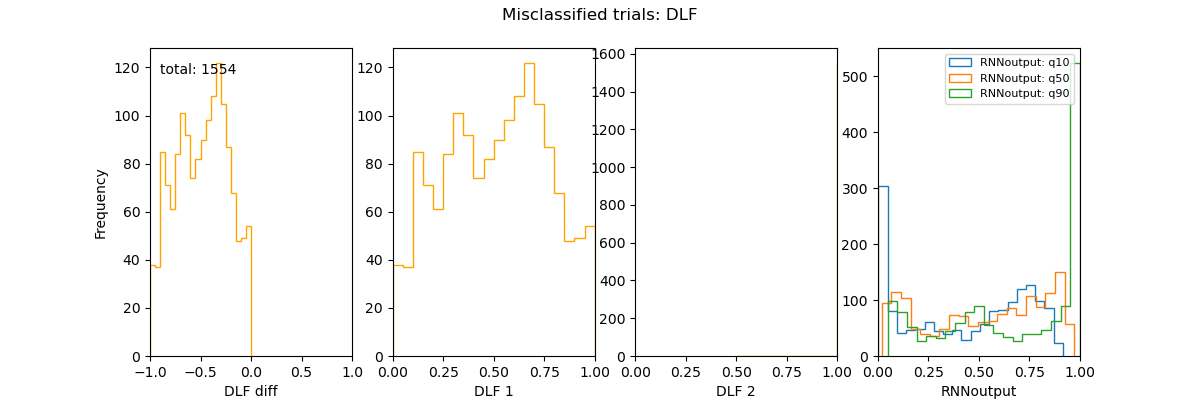 Misclassified trials: DLF
total: 1554
Frequency
0
20
40
60
80
100
120
−1.0 −0.5 0.0 0.5 1.0
DLF diff
0
20
40
60
80
100
120
0.00 0.25 0.50 0.75 1.00
DLF 1
0
200
400
600
800
1000
1200
1400
1600
0.00 0.25 0.50 0.75 1.00
DLF 2
RNNoutput: q10
RNNoutput: q50
RNNoutput: q90
0
100
200
300
400
500
0.00 0.25 0.50 0.75 1.00
RNNoutput